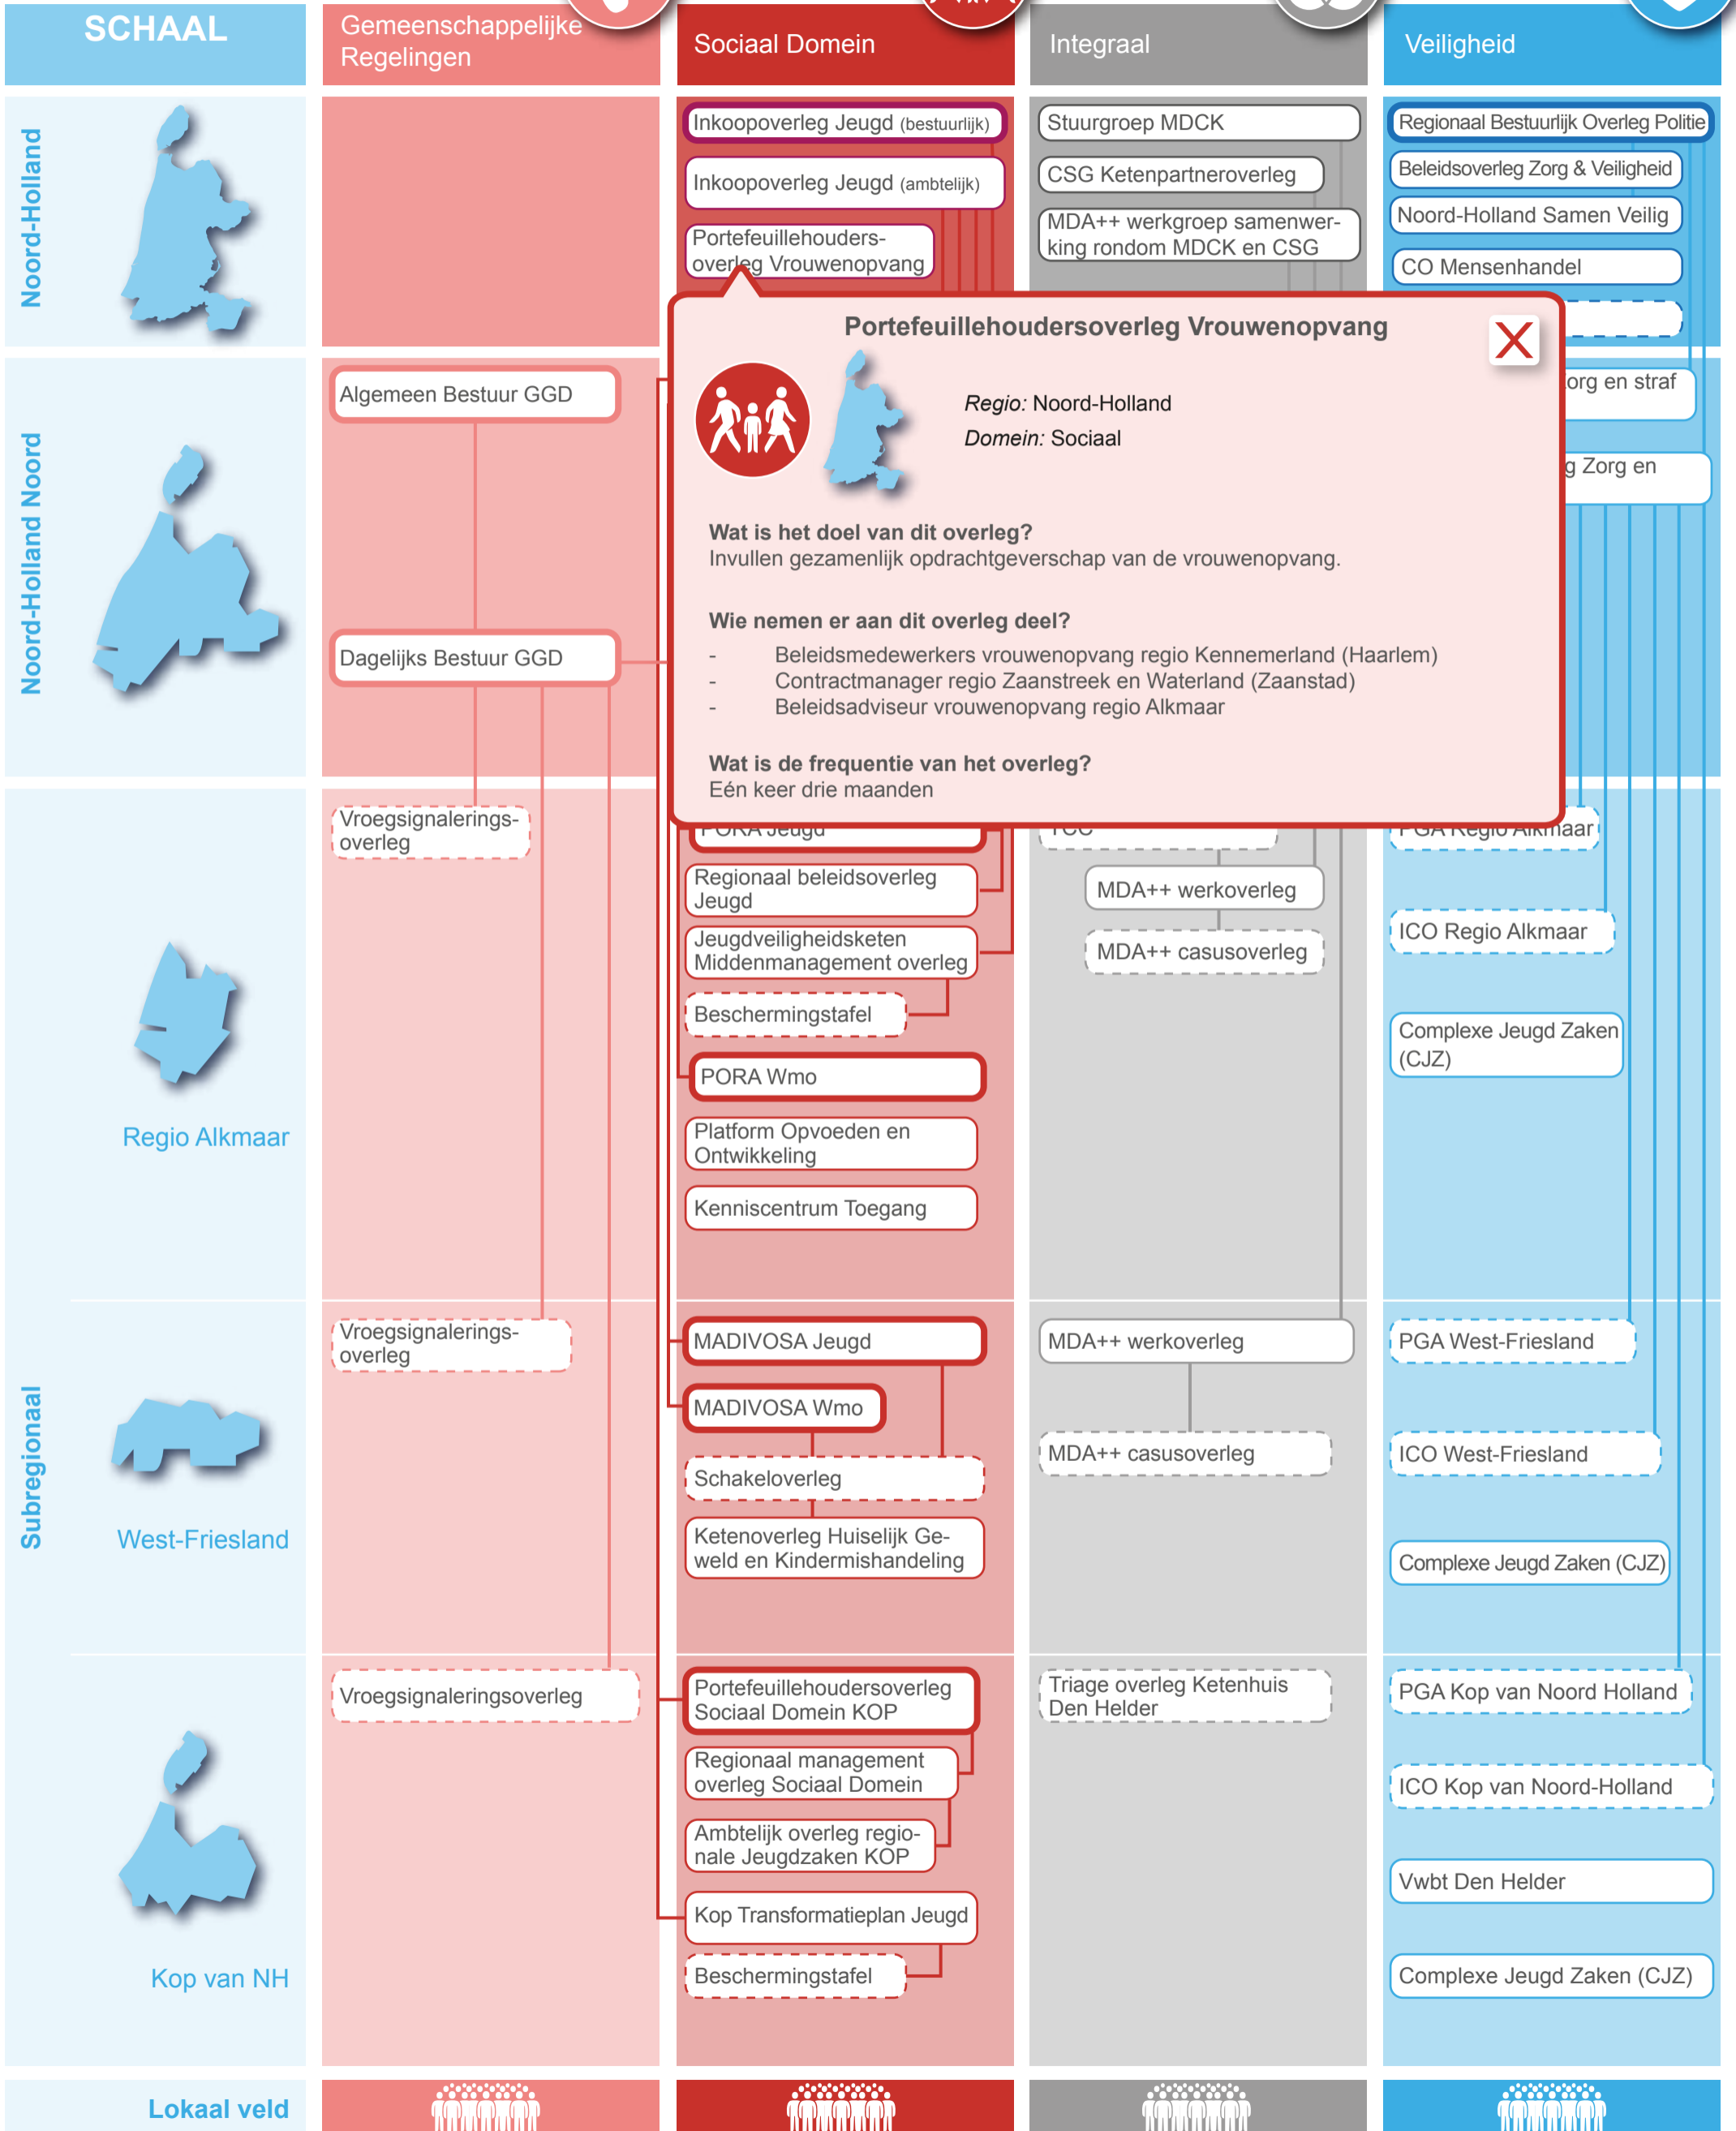 SCHAAL
Gemeenschappelijke
Regelingen
Sociaal Domein
Integraal
Veiligheid
Noord-Holland
Inkoopoverleg Jeugd (bestuurlijk)
Inkoopoverleg Jeugd (ambtelijk)
Portefeuillehouders-
overleg Vrouwenopvang
Stuurgroep MDCK
CSG Ketenpartneroverleg
MDA++ werkgroep samenwer-
king rondom MDCK en CSG
Regionaal Bestuurlijk Overleg Politie
Beleidsoverleg Zorg & Veiligheid
Noord-Holland Samen Veilig
CO Mensenhandel
Portefeuillehoudersoverleg Vrouwenopvang
X
Regio: Noord-Holland
Domein: Sociaal
Wat is het doel van dit overleg?
Invullen gezamenlijk opdrachtgeverschap van de vrouwenopvang.
Wie nemen er aan dit overleg deel?
- Beleidsmedewerkers vrouwenopvang regio Kennemerland (Haarlem)
- Contractmanager regio Zaanstreek en Waterland (Zaanstad)
- Beleidsadviseur vrouwenopvang regio Alkmaar
Wat is de frequentie van het overleg?
Eén keer drie maanden
Noord-Holland Noord
Algemeen Bestuur GGD
Dagelijks Bestuur GGD
en straf
Zorg en
Subregionaal
Regio Alkmaar
Vroegsignalerings-
overleg
PORA Jeugd
Regionaal beleidsoverleg
Jeugd
Jeugdveiligheidsketen
Middenmanagement overleg
Beschermingstafel
PORA Wmo
Platform Opvoeden en
Ontwikkeling
Kenniscentrum Toegang
MDA++ werkoverleg
MDA++ casusoverleg
PGA Regio Alkmaar
ICO Regio Alkmaar
Complexe Jeugd Zaken
(CJZ)
West-Friesland
Vroegsignalerings-
overleg
MADIVOSA Jeugd
MADIVOSA Wmo
Schakeloverleg
Ketenoverleg Huiselijk Ge-
weld en Kindermishandeling
MDA++ werkoverleg
MDA++ casusoverleg
PGA West-Friesland
ICO West-Friesland
Complexe Jeugd Zaken (CJZ)
Kop van NH
Vroegsignaleringsoverleg
Portefeuillehoudersoverleg
Sociaal Domein KOP
Regionaal management
overleg Sociaal Domein
Ambtelijk overleg regio-
nale Jeugdzaken KOP
Kop Transformatieplan Jeugd
Beschermingstafel
Triage overleg Ketenhuis
Den Helder
PGA Kop van Noord Holland
ICO Kop van Noord-Holland
Vwbt Den Helder
Complexe Jeugd Zaken (CJZ)
Lokaal veld